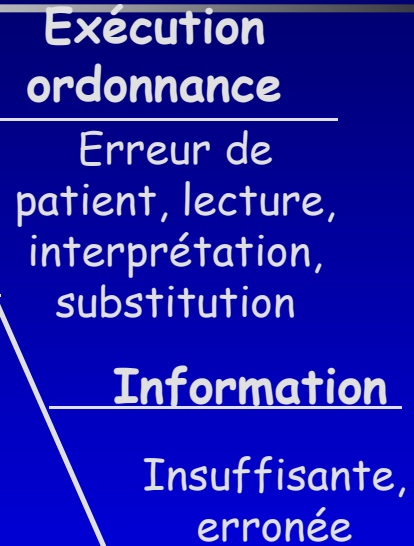 Exécution
ordonnance
Erreur de
patient, lecture,
interprétation,
substitution
Information
Insuffisante,
erronée